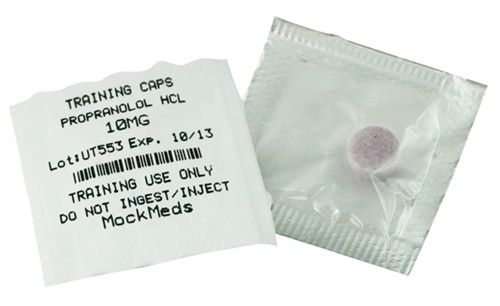 TRAINING CAPS
PROPRANOLOL HCL
10MG
Lot:UT553 Exp. 10/13
TRAINING USE ONLY
DO NOT INGEST/INJECT
MockMeds